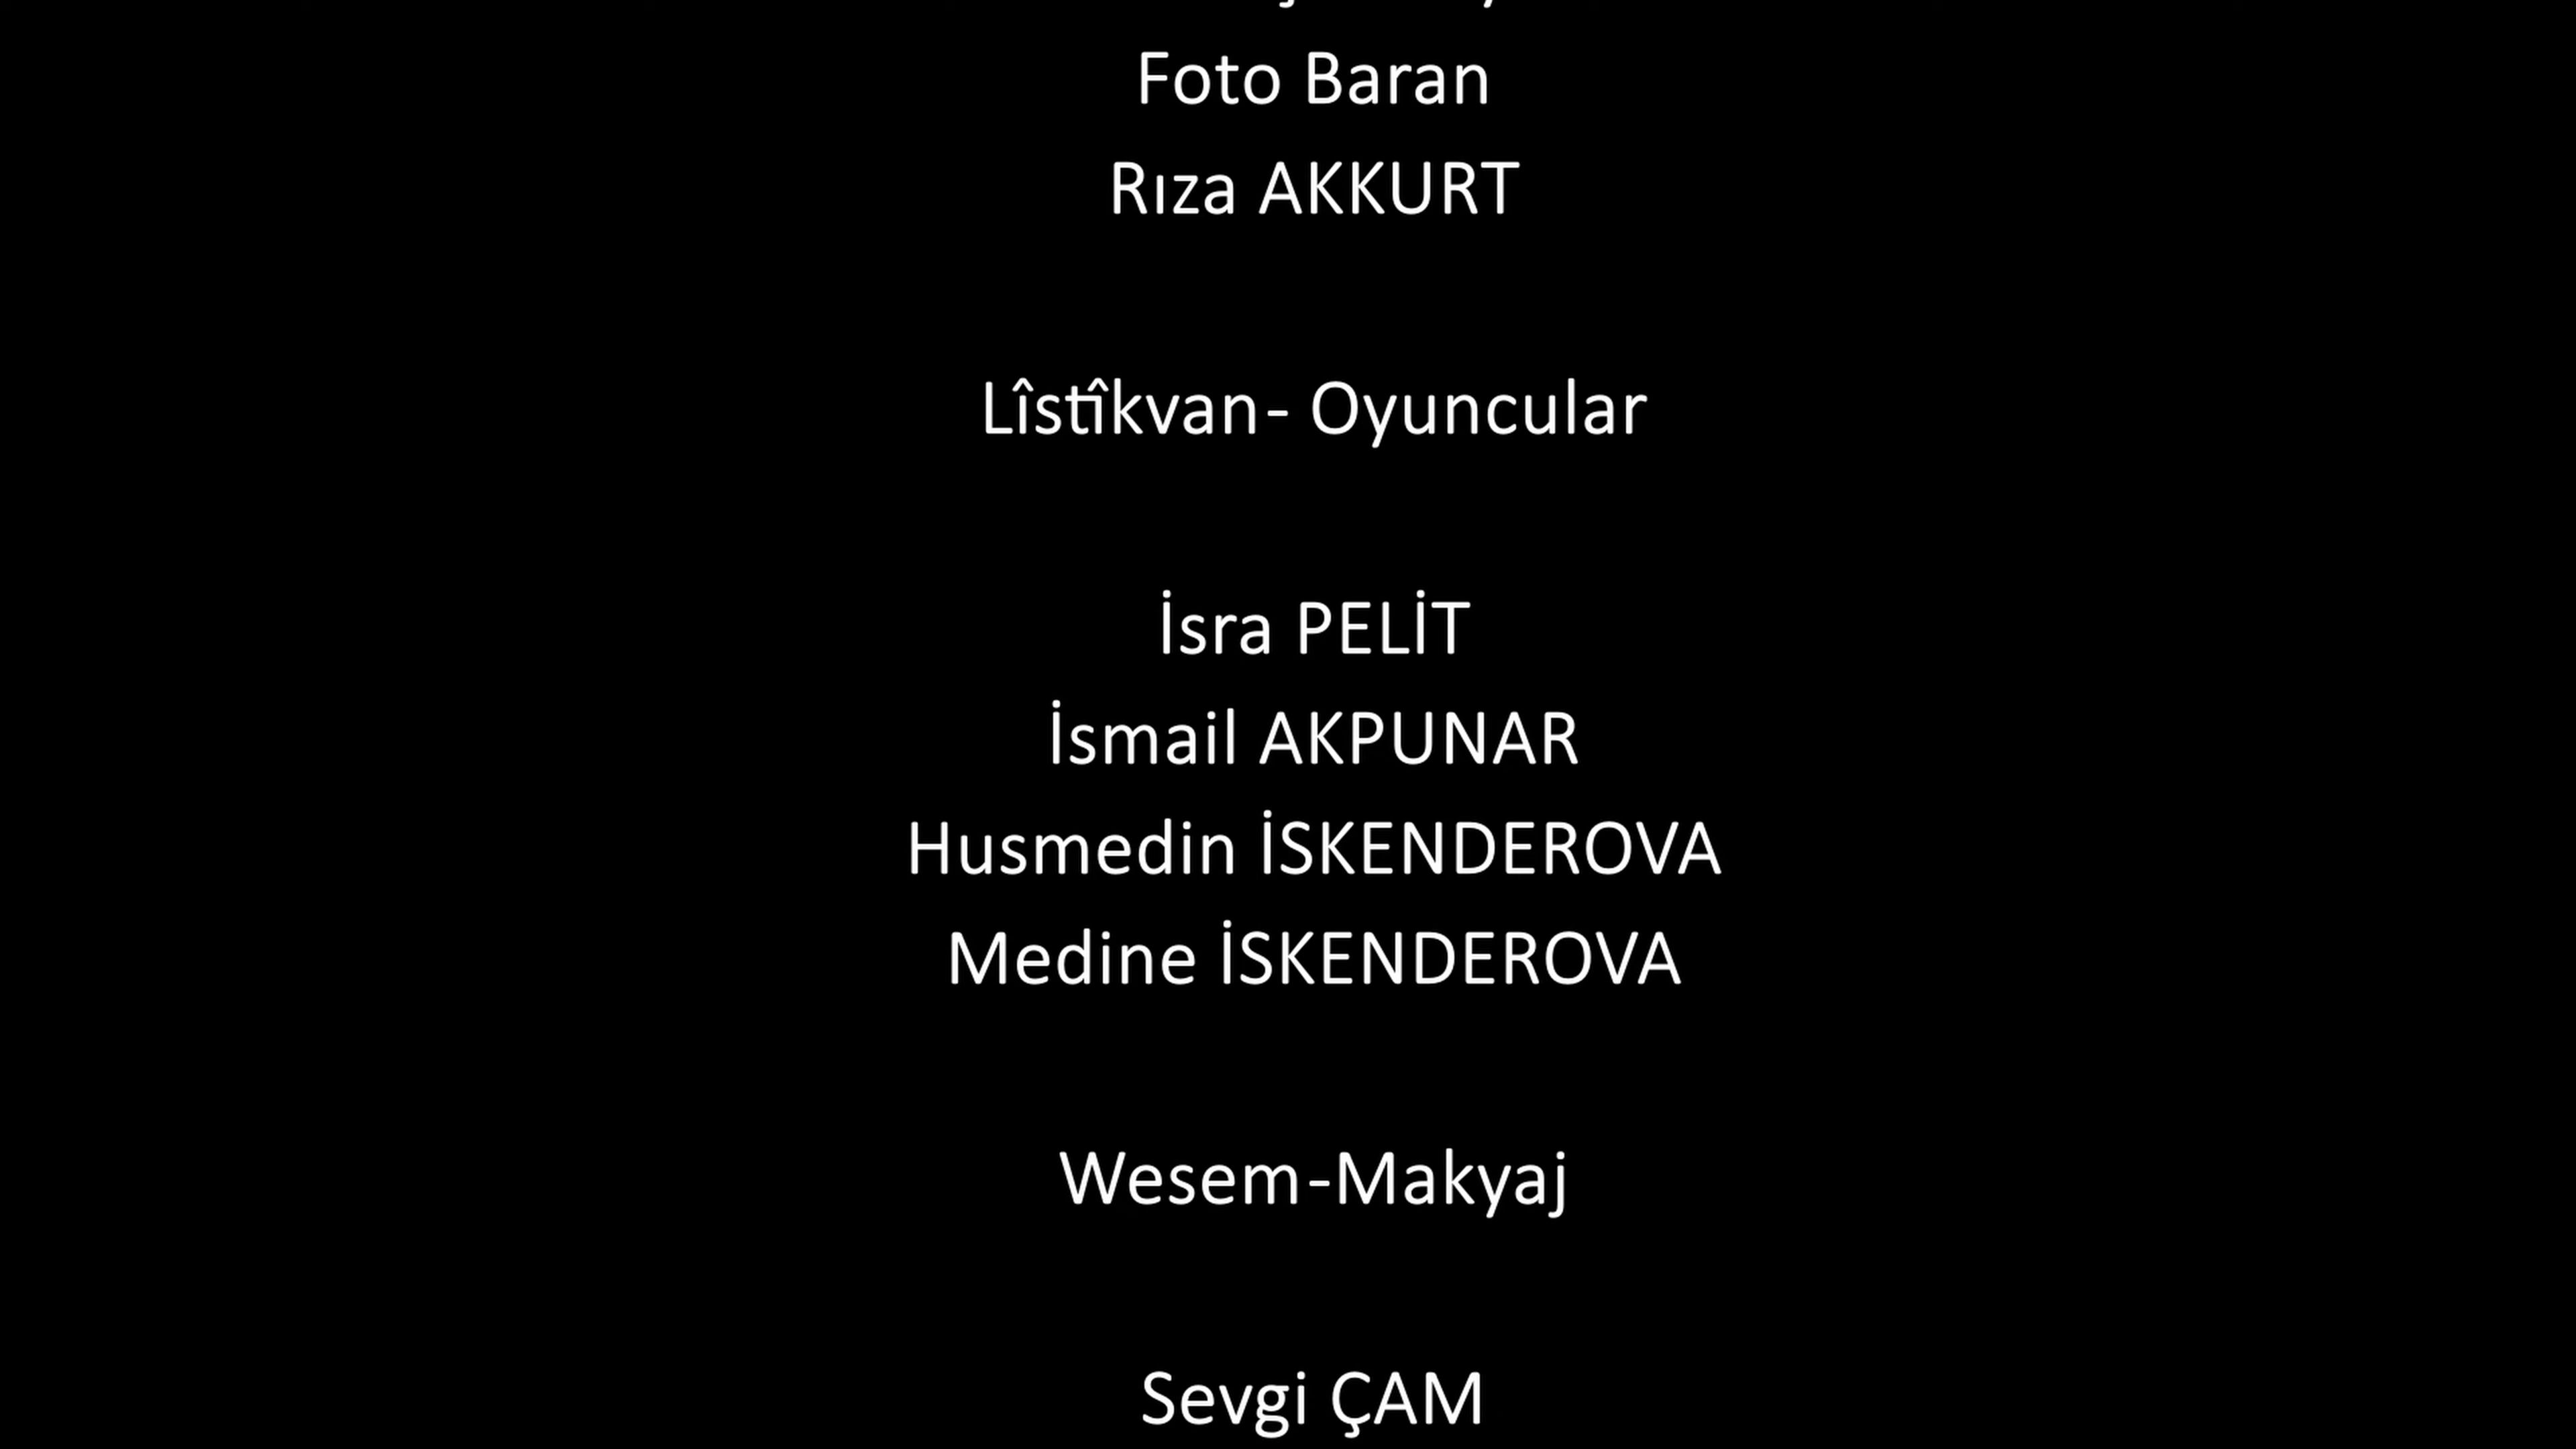 Foto Baran
Rıza AKKURT
Lîstîkvan- Oyuncular
İsra PELİT
İsmail AKPUNAR
Husmedin İSKENDEROVA
Medine İSKENDEROVA
Wesem-Makyaj
Sevgi ÇAM